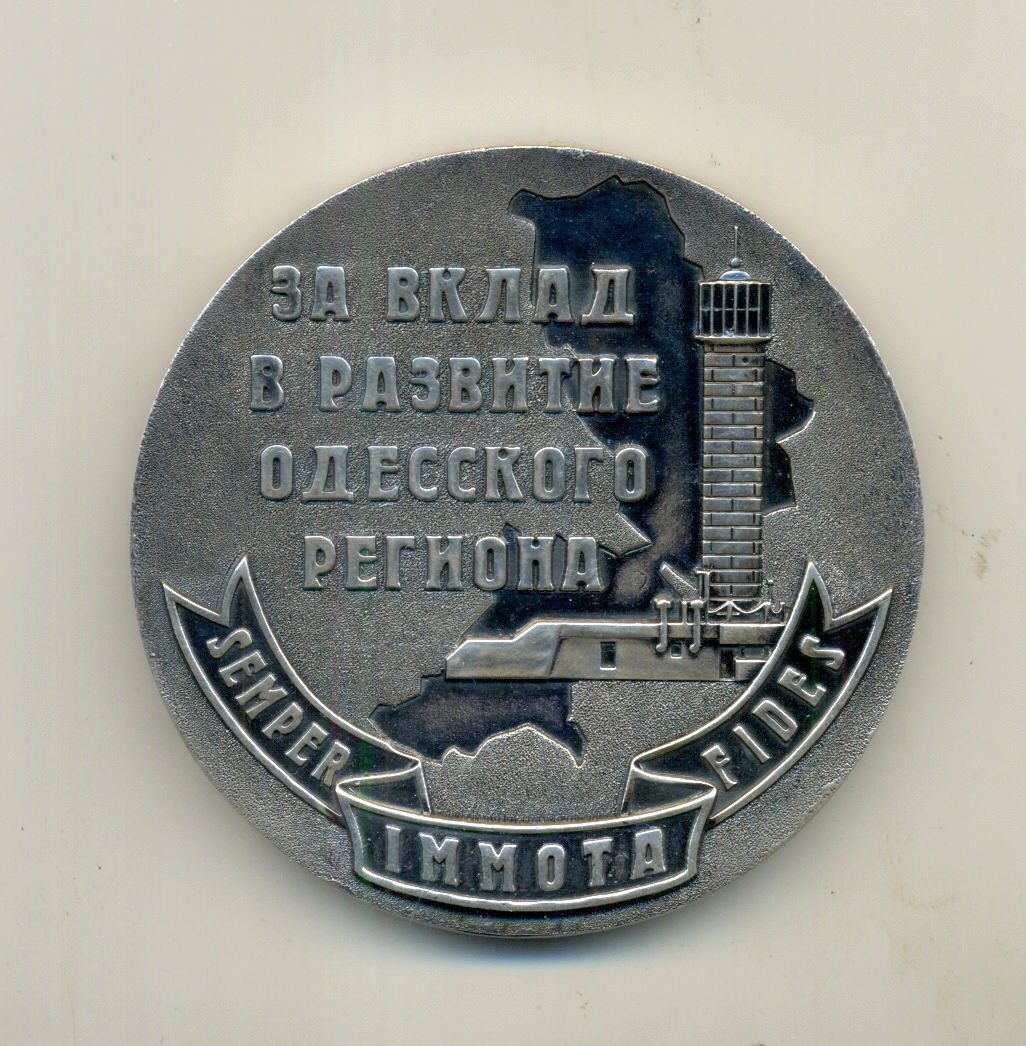 ЗА ВКЛАД
В РАЗВИТИЕ
ОДЕССКОГО
РЕГИОНА
SEMPER
IMMOTA
FIDES